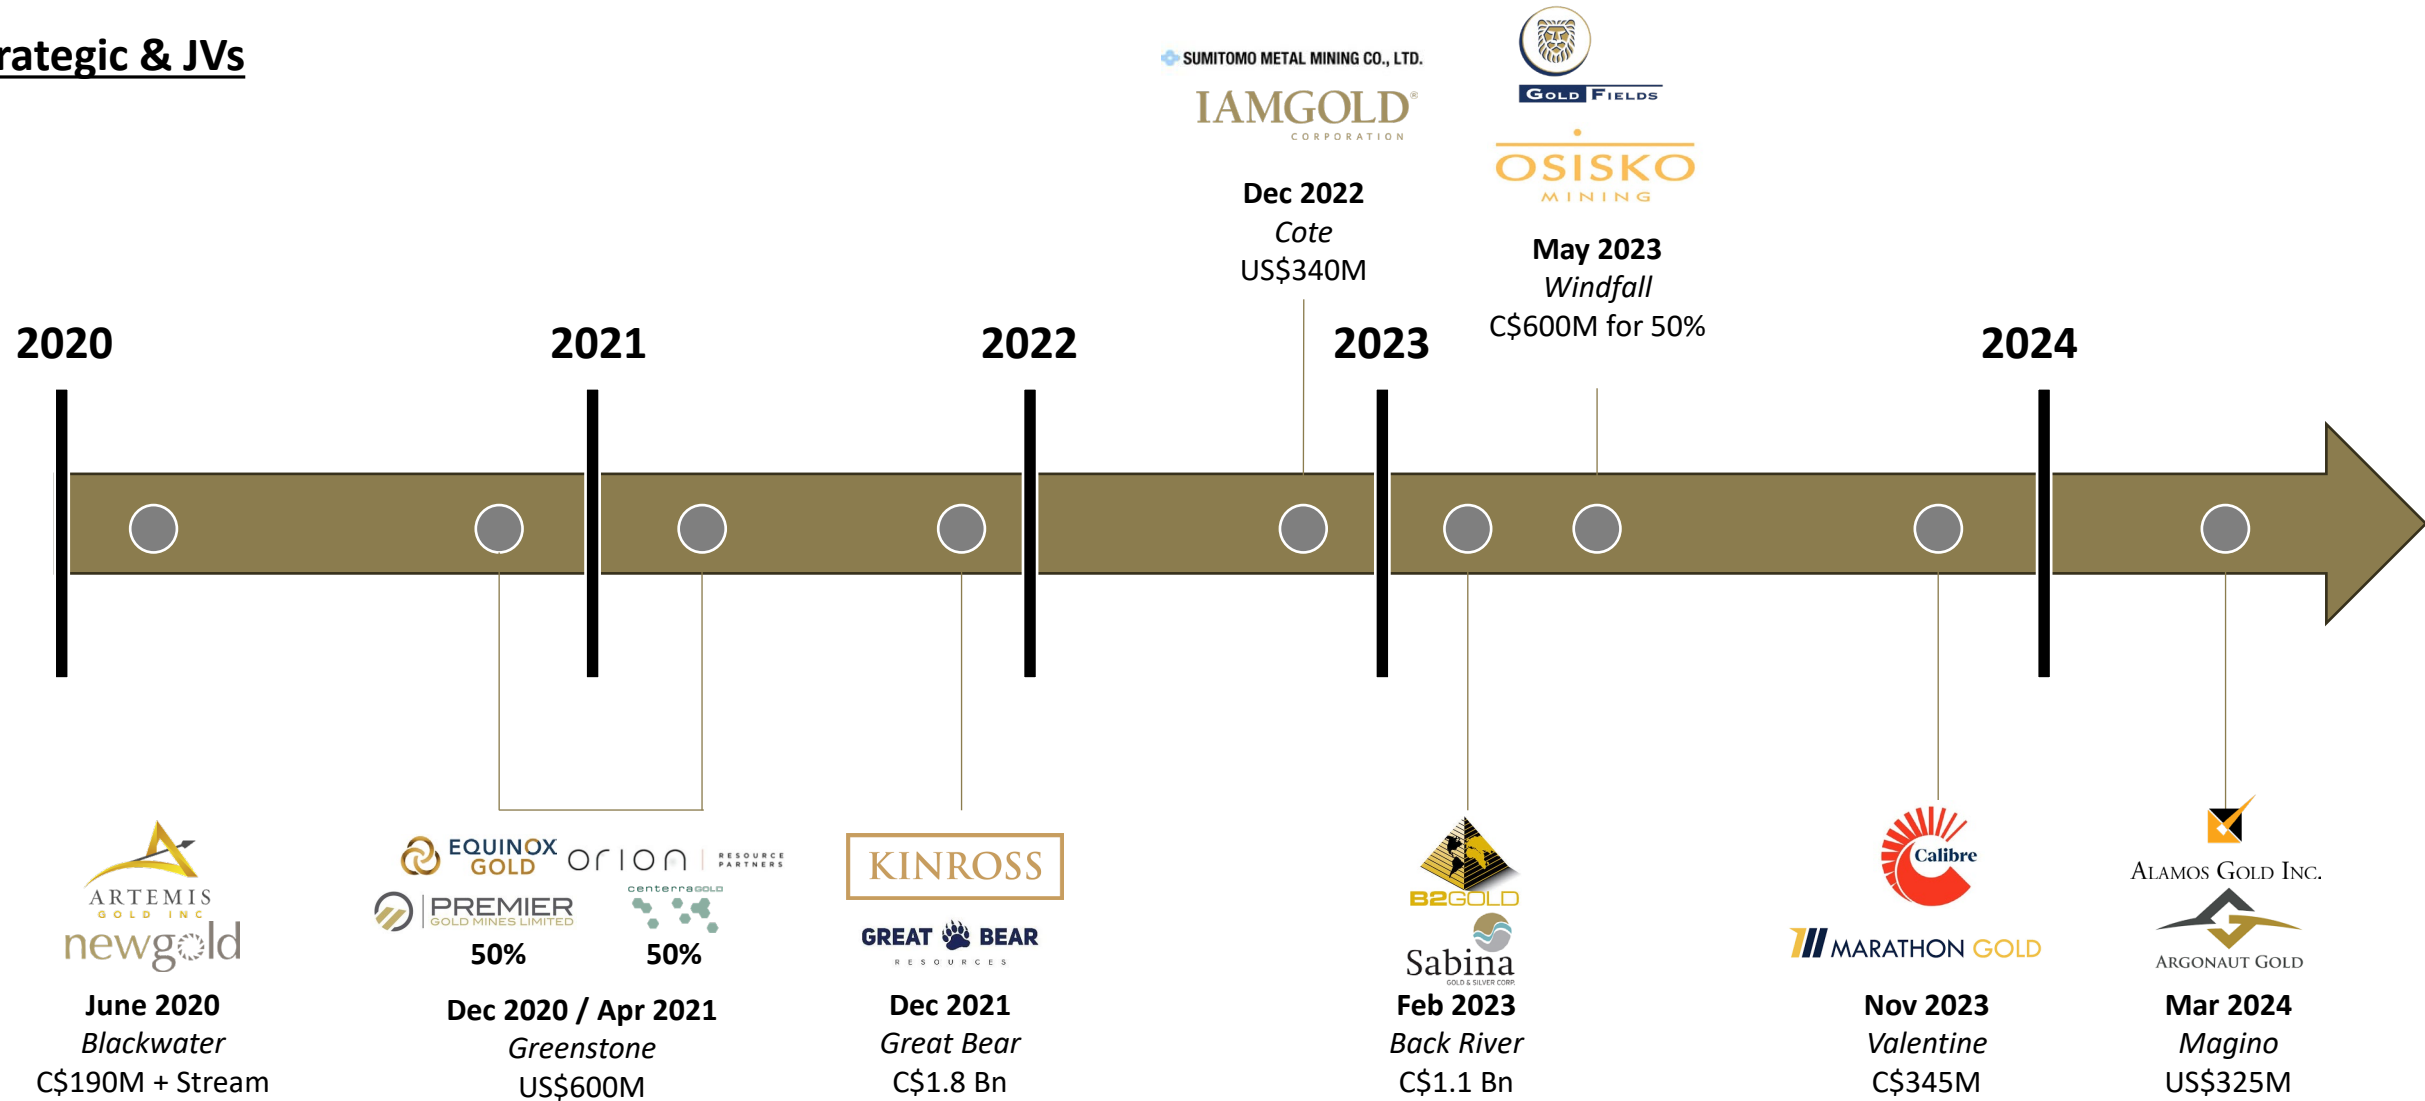 rategic & JVs
SUMITOMO METAL MINING CO., LTD.
IAMGOLD®
CORPORATION
Dec 2022
Cote
US$340M
GOLD FIELDS
OSISKO
MINING
May 2023
Windfall
C$600M for 50%
2020
2021
2022
2023
2024
ARTEMIS
GOLD INC
newgold
June 2020
Blackwater
C$190M + Stream
EQUINOX
GOLD
orion RESOURCE
PARTNERS
PREMIER
GOLD MINES LIMITED
centerraGOLD
50%
50%
Dec 2020 / Apr 2021
Greenstone
US$600M
KINROSS
GREAT BEAR
RESOURCES
Dec 2021
Great Bear
C$1.8 Bn
B2GOLD
Sabina
GOLD & SILVER CORP.
Feb 2023
Back River
C$1.1 Bn
Calibre
MARATHON GOLD
Nov 2023
Valentine
C$345M
ALAMOS GOLD INC.
ARGONAUT GOLD
Mar 2024
Magino
US$325M